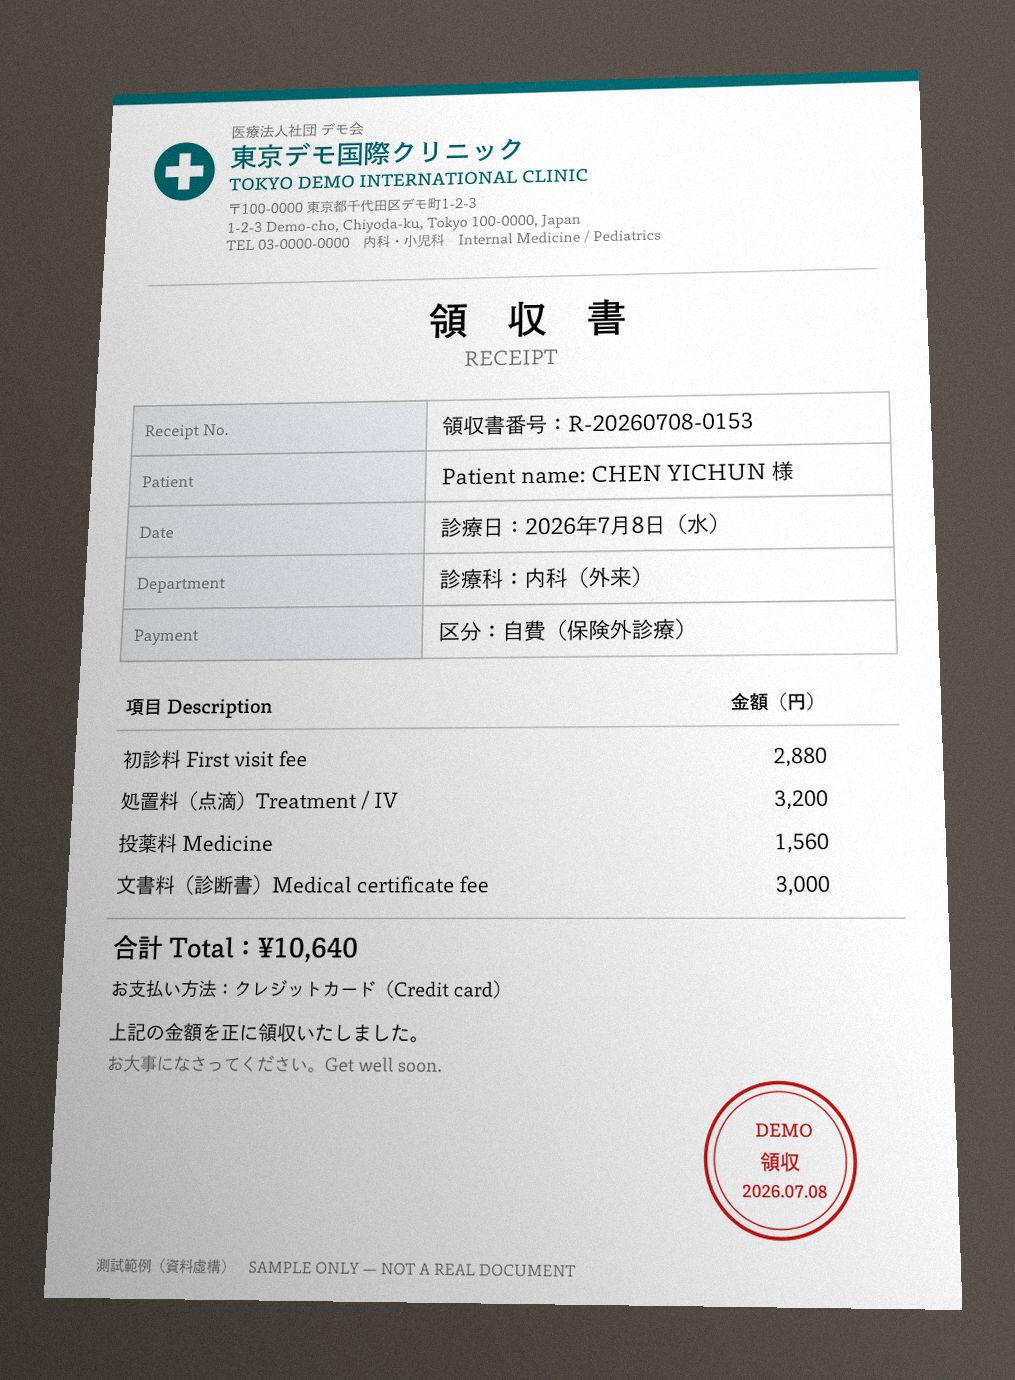 医療法人社団 デモ会
東京デモ国際クリニック
TOKYO DEMO INTERNATIONAL CLINIC
〒100-0000 東京都千代田区デモ町1-2-3
1-2-3 Demo-cho, Chiyoda-ku, Tokyo 100-0000, Japan
TEL 03-0000-0000　内科・小児科　Internal Medicine / Pediatrics
領 収 書
RECEIPT
Receipt No. 領収書番号：R-20260708-0153
Patient Patient name: CHEN YICHUN 様
Date 診療日：2026年7月8日（水）
Department 診療科：内科（外来）
Payment 区分：自費（保険外診療）
項目 Description 金額（円）
初診料 First visit fee 2,880
処置料（点滴）Treatment / IV 3,200
投薬料 Medicine 1,560
文書料（診断書）Medical certificate fee 3,000
合計 Total：¥10,640
お支払い方法：クレジットカード（Credit card）
上記の金額を正に領収いたしました。
お大事になさってください。Get well soon.
DEMO
領収
2026.07.08
測試範例（資料虛構）　SAMPLE ONLY — NOT A REAL DOCUMENT